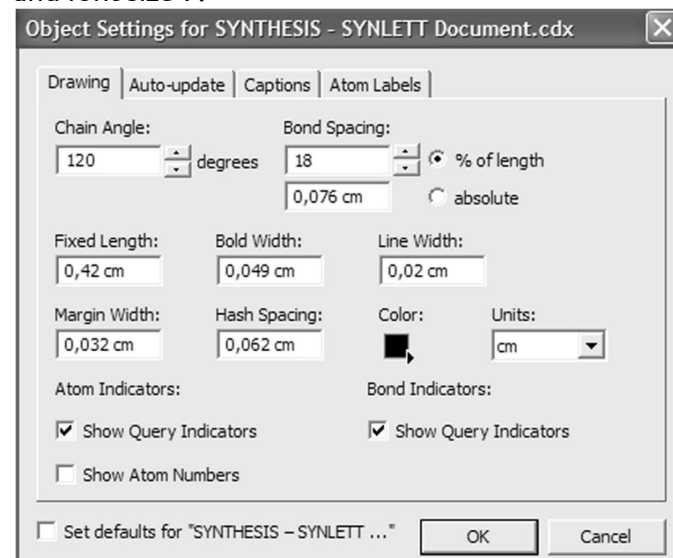 Object Settings for SYNTHESIS - SYNLETT Document.cdx
Drawing Auto-update Captions Atom Labels
Chain Angle: Bond Spacing:
120 degrees 18 % of length
0,076 cm absolute
Fixed Length: Bold Width: Line Width:
0,42 cm 0,049 cm 0,02 cm
Margin Width: Hash Spacing: Color: Units:
0,032 cm 0,062 cm cm
Atom Indicators: Bond Indicators:
Show Query Indicators Show Query Indicators
Show Atom Numbers
Set defaults for "SYNTHESIS – SYNLETT ..." OK Cancel